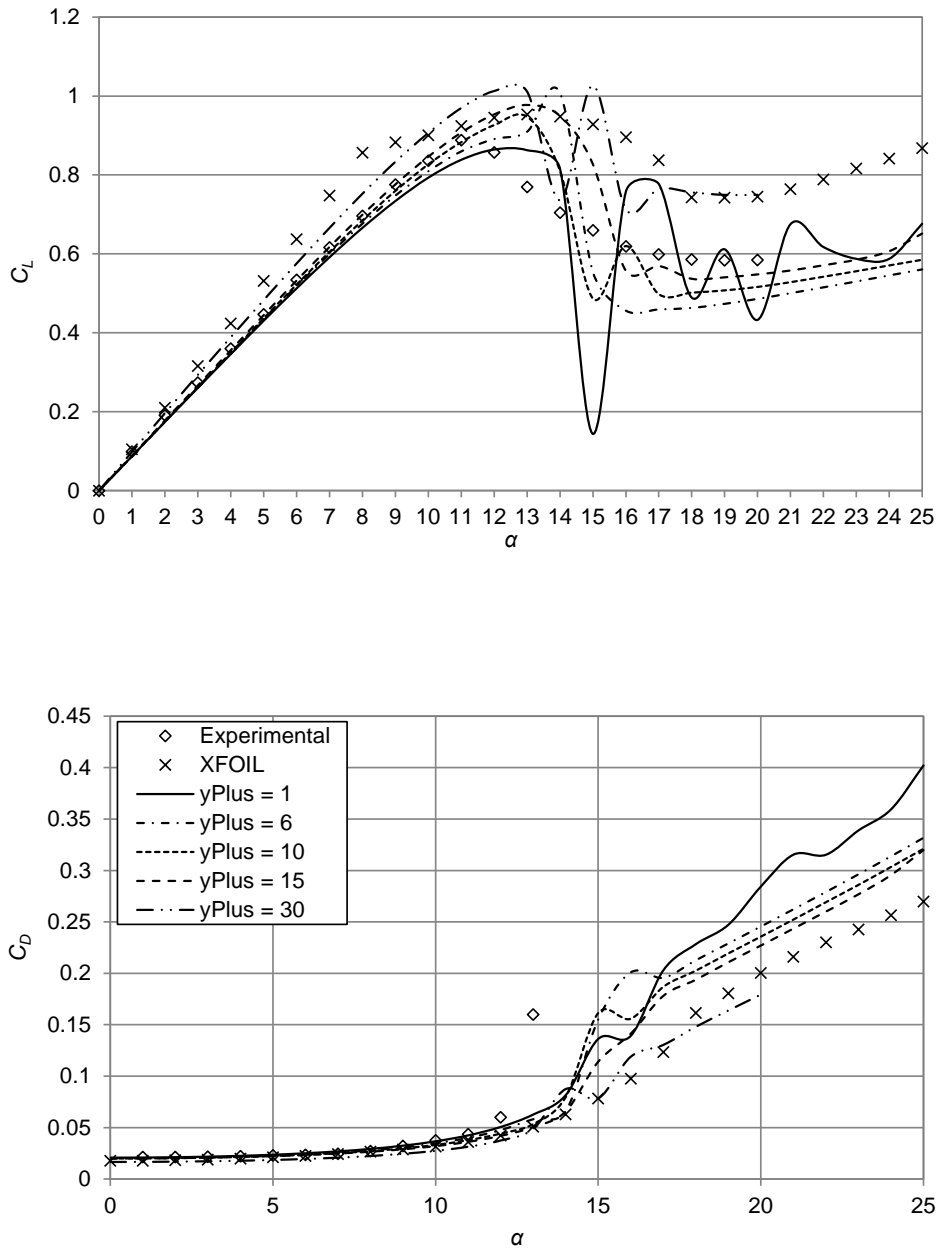 1.2
1
0.8
0.6
0.4
0.2
0
C_L
0 1 2 3 4 5 6 7 8 9 10 11 12 13 14 15 16 17 18 19 20 21 22 23 24 25
α
0.45
0.4
0.35
0.3
0.25
0.2
0.15
0.1
0.05
0
C_D
Experimental
XFOIL
yPlus = 1
yPlus = 6
yPlus = 10
yPlus = 15
yPlus = 30
0 5 10 15 20 25
α